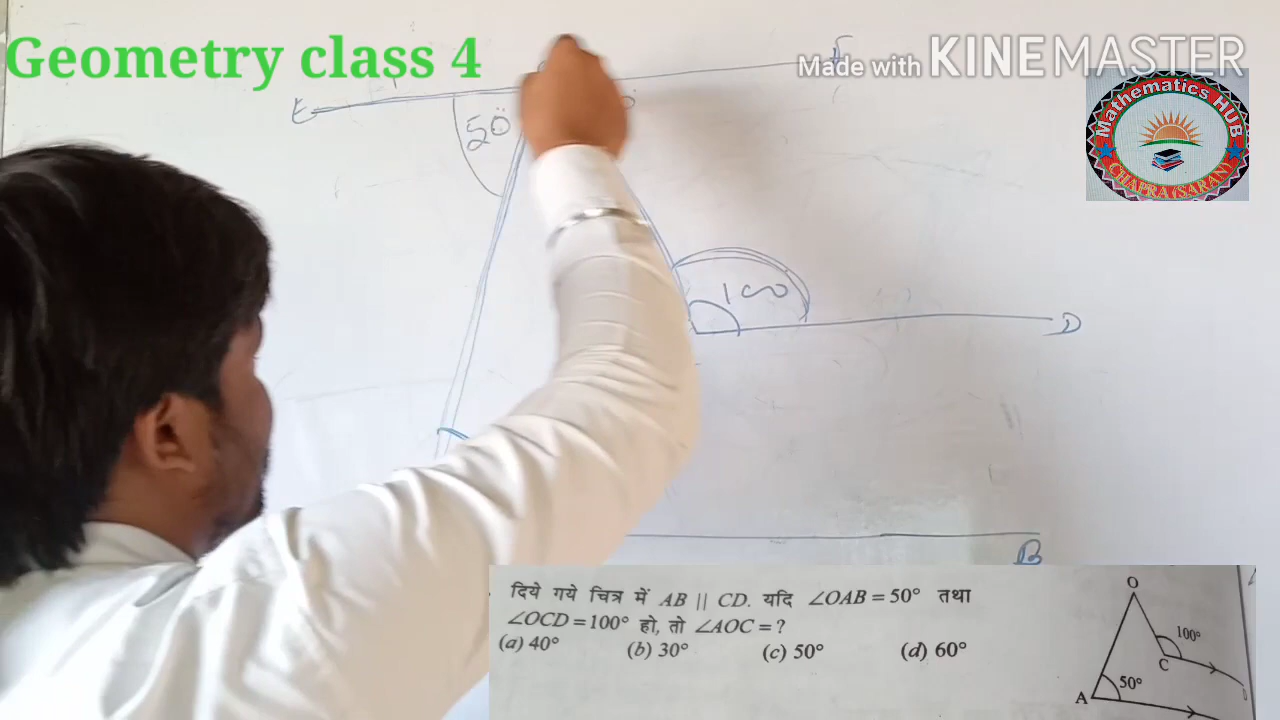 Geometry class 4
Made with KINEMASTER
Mathematics HUB
CHAPRA (SARAN)
E
50°
100
D
B
दिये गये चित्र में AB || CD. यदि ∠OAB = 50° तथा
∠OCD = 100° हो, तो ∠AOC = ?
(a) 40° (b) 30° (c) 50° (d) 60°
O
100°
C
50°
A